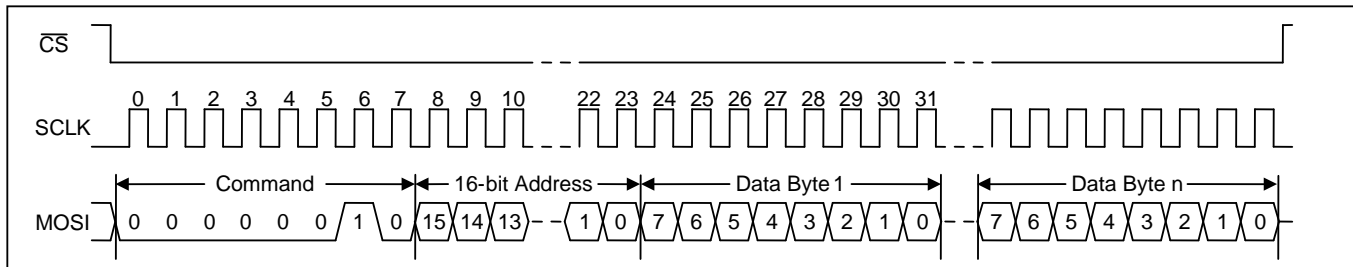 CS
0 1 2 3 4 5 6 7 8 9 10 22 23 24 25 26 27 28 29 30 31
SCLK
Command 16-bit Address Data Byte 1 Data Byte n
MOSI 0 0 0 0 0 0 1 0 15 14 13 1 0 7 6 5 4 3 2 1 0 7 6 5 4 3 2 1 0